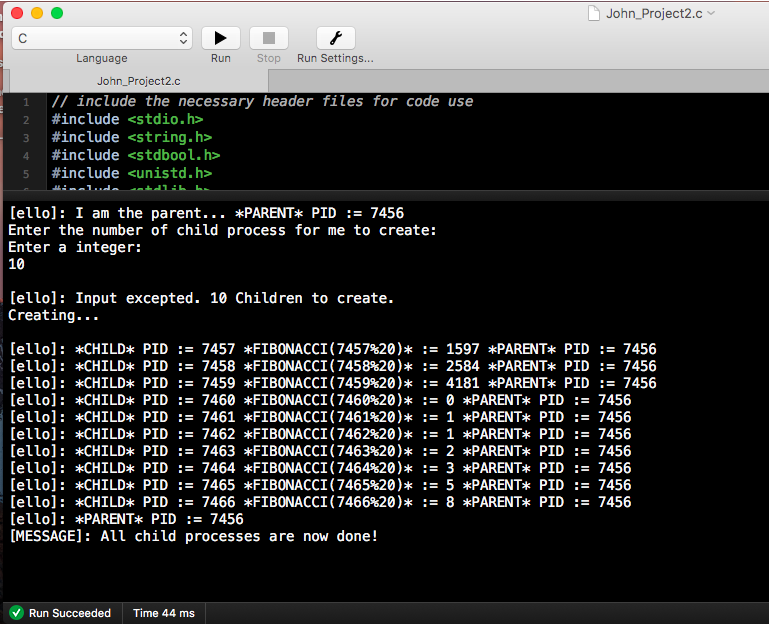 John_Project2.c
C
Language Run Stop Run Settings...
John_Project2.c
1 // include the necessary header files for code use
2 #include <stdio.h>
3 #include <string.h>
4 #include <stdbool.h>
5 #include <unistd.h>
6 #include <stdlib.h>
[ello]: I am the parent... *PARENT* PID := 7456
Enter the number of child process for me to create:
Enter a integer:
10
[ello]: Input excepted. 10 Children to create.
Creating...
[ello]: *CHILD* PID := 7457 *FIBONACCI(7457%20)* := 1597 *PARENT* PID := 7456
[ello]: *CHILD* PID := 7458 *FIBONACCI(7458%20)* := 2584 *PARENT* PID := 7456
[ello]: *CHILD* PID := 7459 *FIBONACCI(7459%20)* := 4181 *PARENT* PID := 7456
[ello]: *CHILD* PID := 7460 *FIBONACCI(7460%20)* := 0 *PARENT* PID := 7456
[ello]: *CHILD* PID := 7461 *FIBONACCI(7461%20)* := 1 *PARENT* PID := 7456
[ello]: *CHILD* PID := 7462 *FIBONACCI(7462%20)* := 1 *PARENT* PID := 7456
[ello]: *CHILD* PID := 7463 *FIBONACCI(7463%20)* := 2 *PARENT* PID := 7456
[ello]: *CHILD* PID := 7464 *FIBONACCI(7464%20)* := 3 *PARENT* PID := 7456
[ello]: *CHILD* PID := 7465 *FIBONACCI(7465%20)* := 5 *PARENT* PID := 7456
[ello]: *CHILD* PID := 7466 *FIBONACCI(7466%20)* := 8 *PARENT* PID := 7456
[ello]: *PARENT* PID := 7456
[MESSAGE]: All child processes are now done!
Run Succeeded Time 44 ms